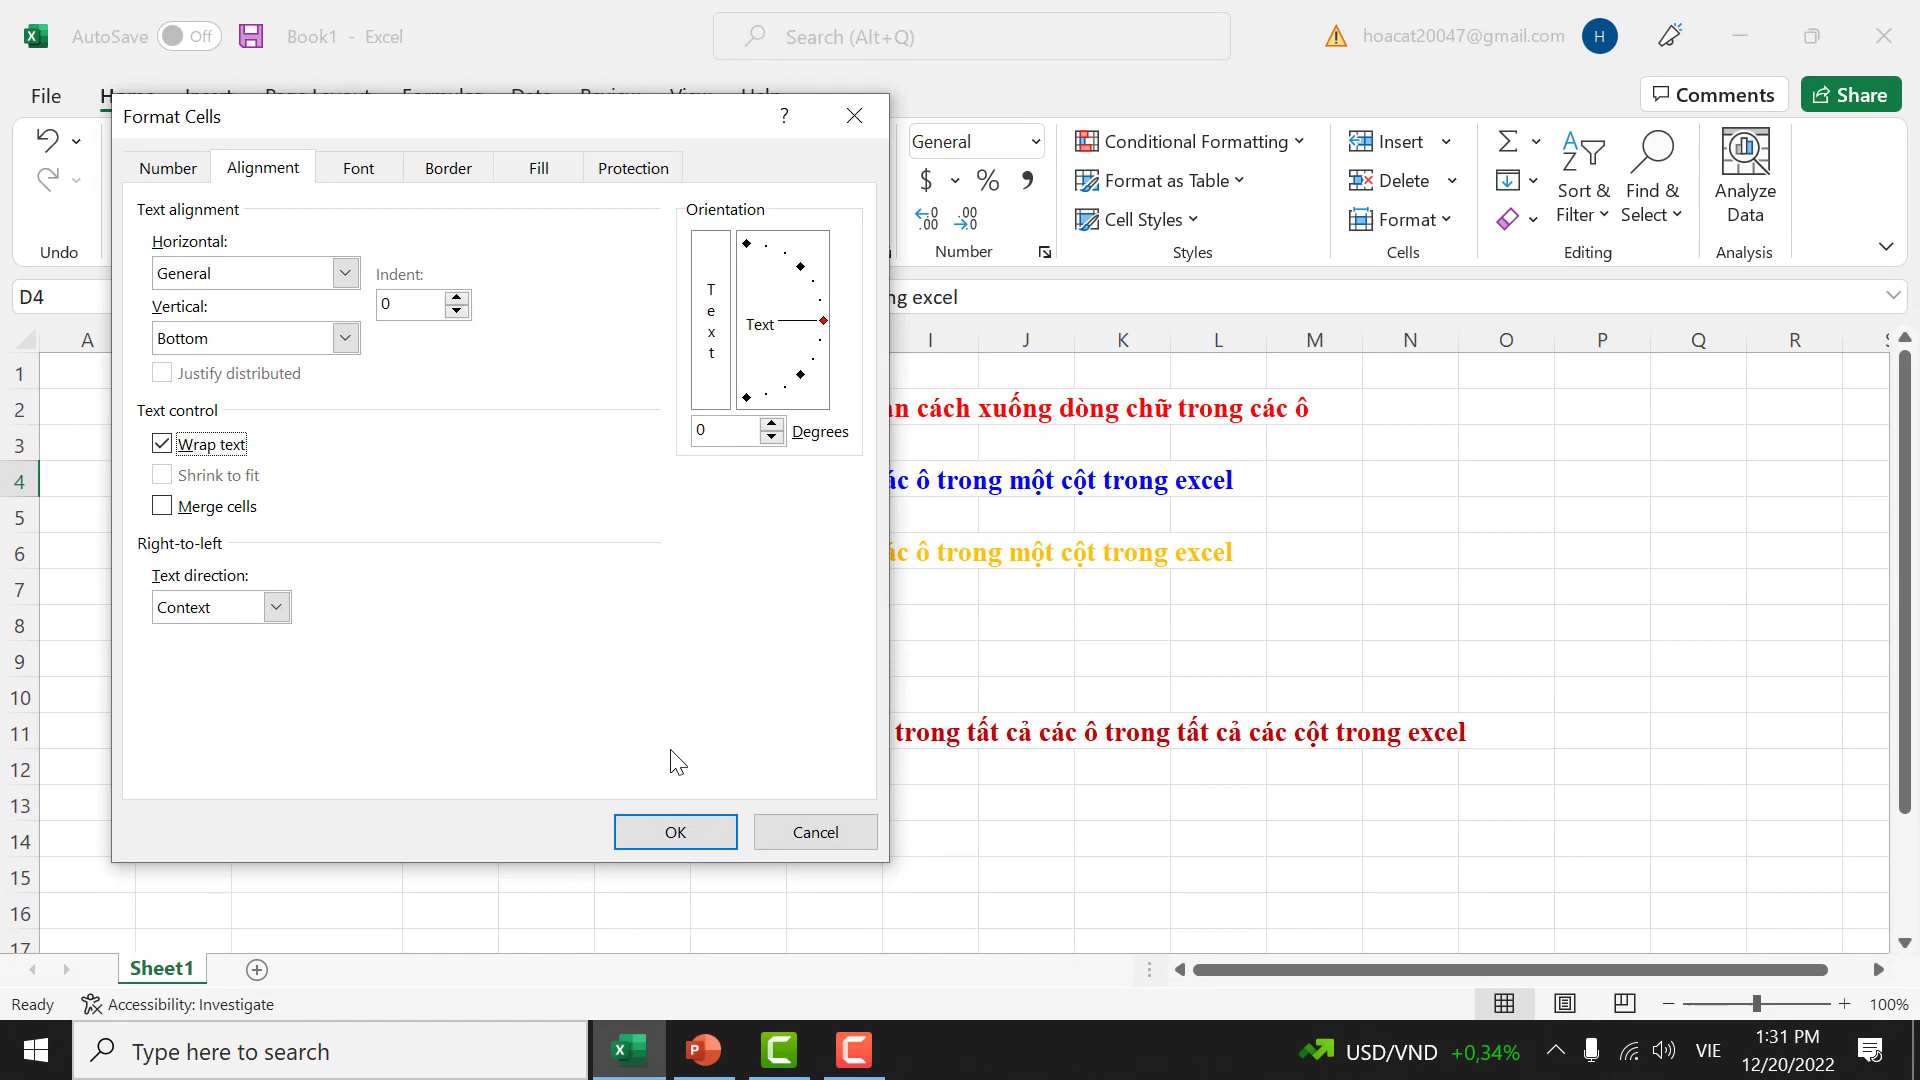 AutoSave Off Book1 - Excel
Search (Alt+Q)
hoacat20047@gmail.com H
File
Comments Share
Format Cells ?
Number Alignment Font Border Fill Protection
Text alignment
Horizontal:
General
Indent:
0
Vertical:
Bottom
Justify distributed
Text control
Wrap text
Shrink to fit
Merge cells
Right-to-left
Text direction:
Context
Orientation
Text
Text
0 Degrees
OK Cancel
Undo
General
$ %
Number
Conditional Formatting
Format as Table
Cell Styles
Styles
Insert
Delete
Format
Cells
Sort & Filter
Find & Select
Editing
Analyze Data
Analysis
D4
ng excel
A I J K L M N O P Q R
1
2 cách xuống dòng chữ trong các ô
3
4 ô trong một cột trong excel
5
6 ô trong một cột trong excel
7
8
9
10
11 trong tất cả các ô trong tất cả các cột trong excel
12
13
14
15
16
17
Sheet1
Ready Accessibility: Investigate 100%
Type here to search
USD/VND +0,34%
VIE
1:31 PM
12/20/2022